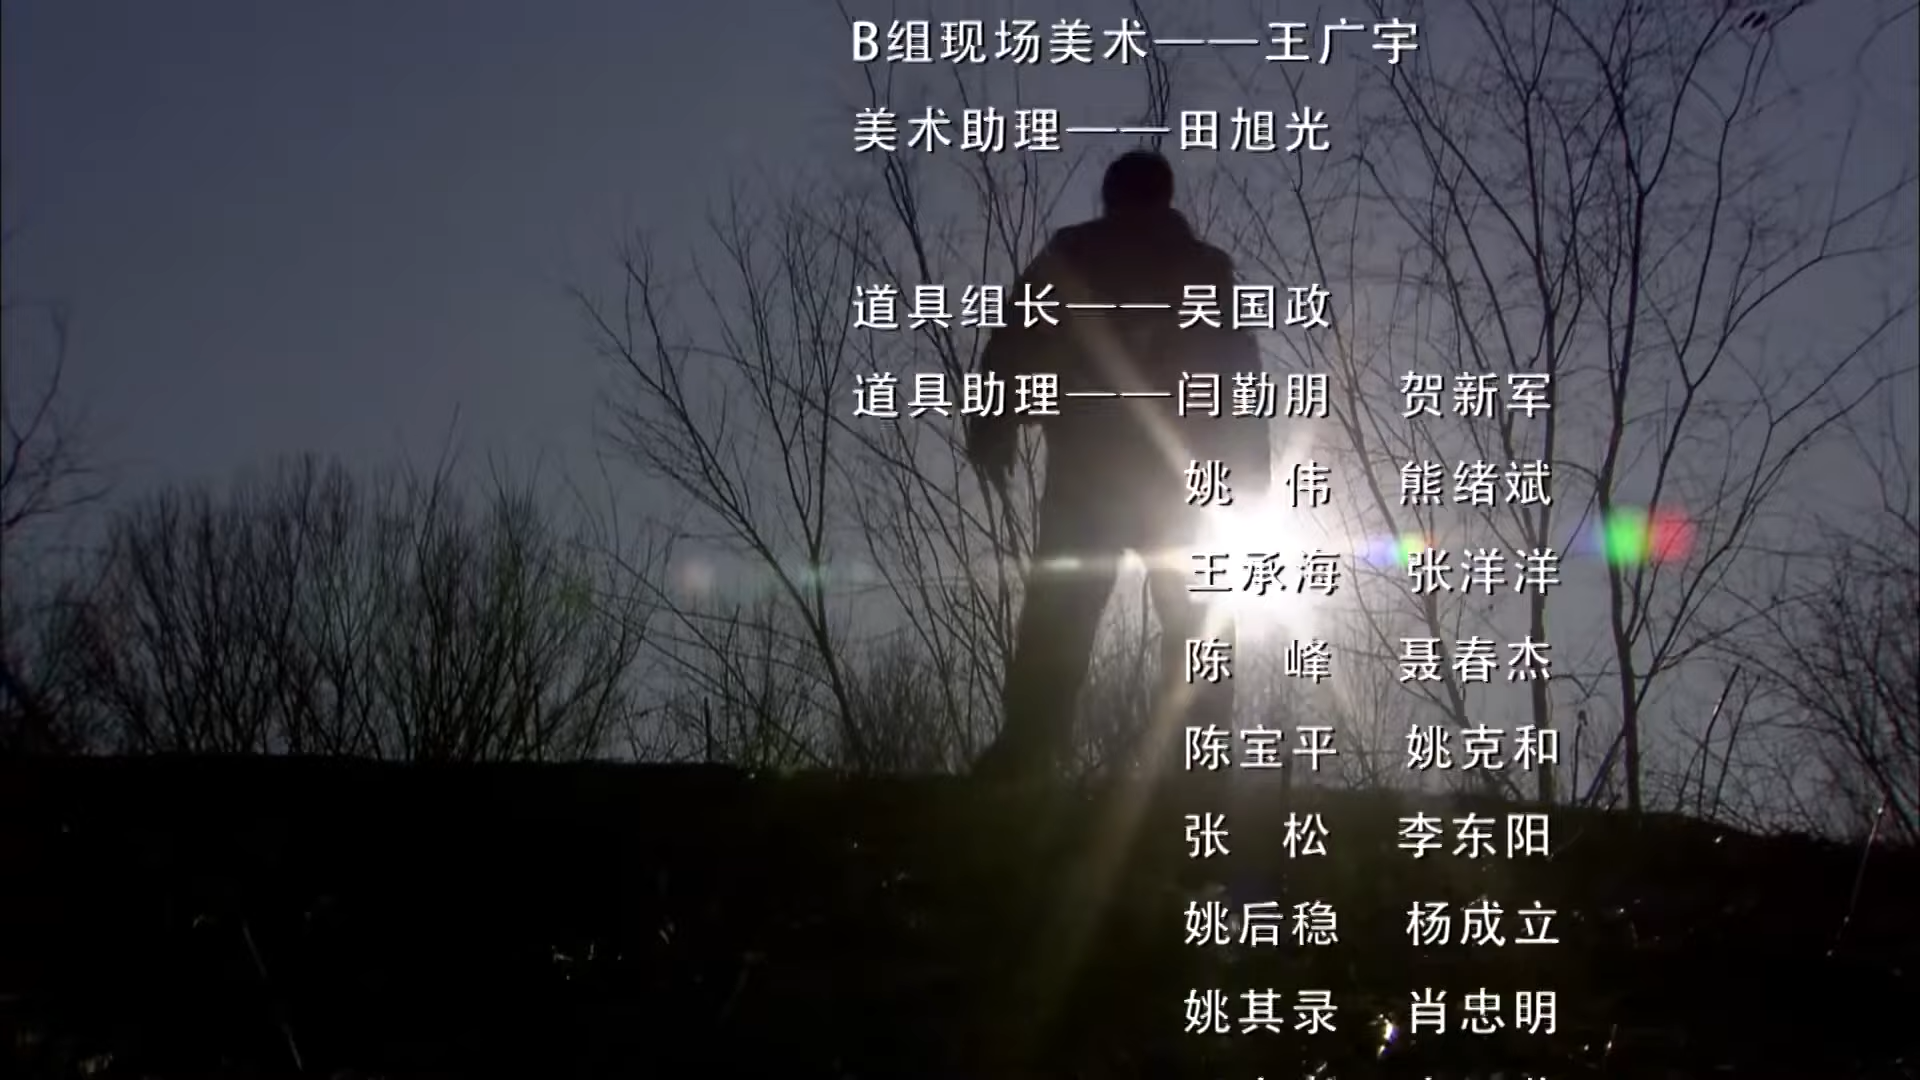 B组现场美术——王广宇
美术助理——田旭光
道具组长——吴国政
道具助理——闫勤朋 贺新军
姚 伟 熊绪斌
王承海 张洋洋
陈 峰 聂春杰
陈宝平 姚克和
张 松 李东阳
姚后稳 杨成立
姚其录 肖忠明